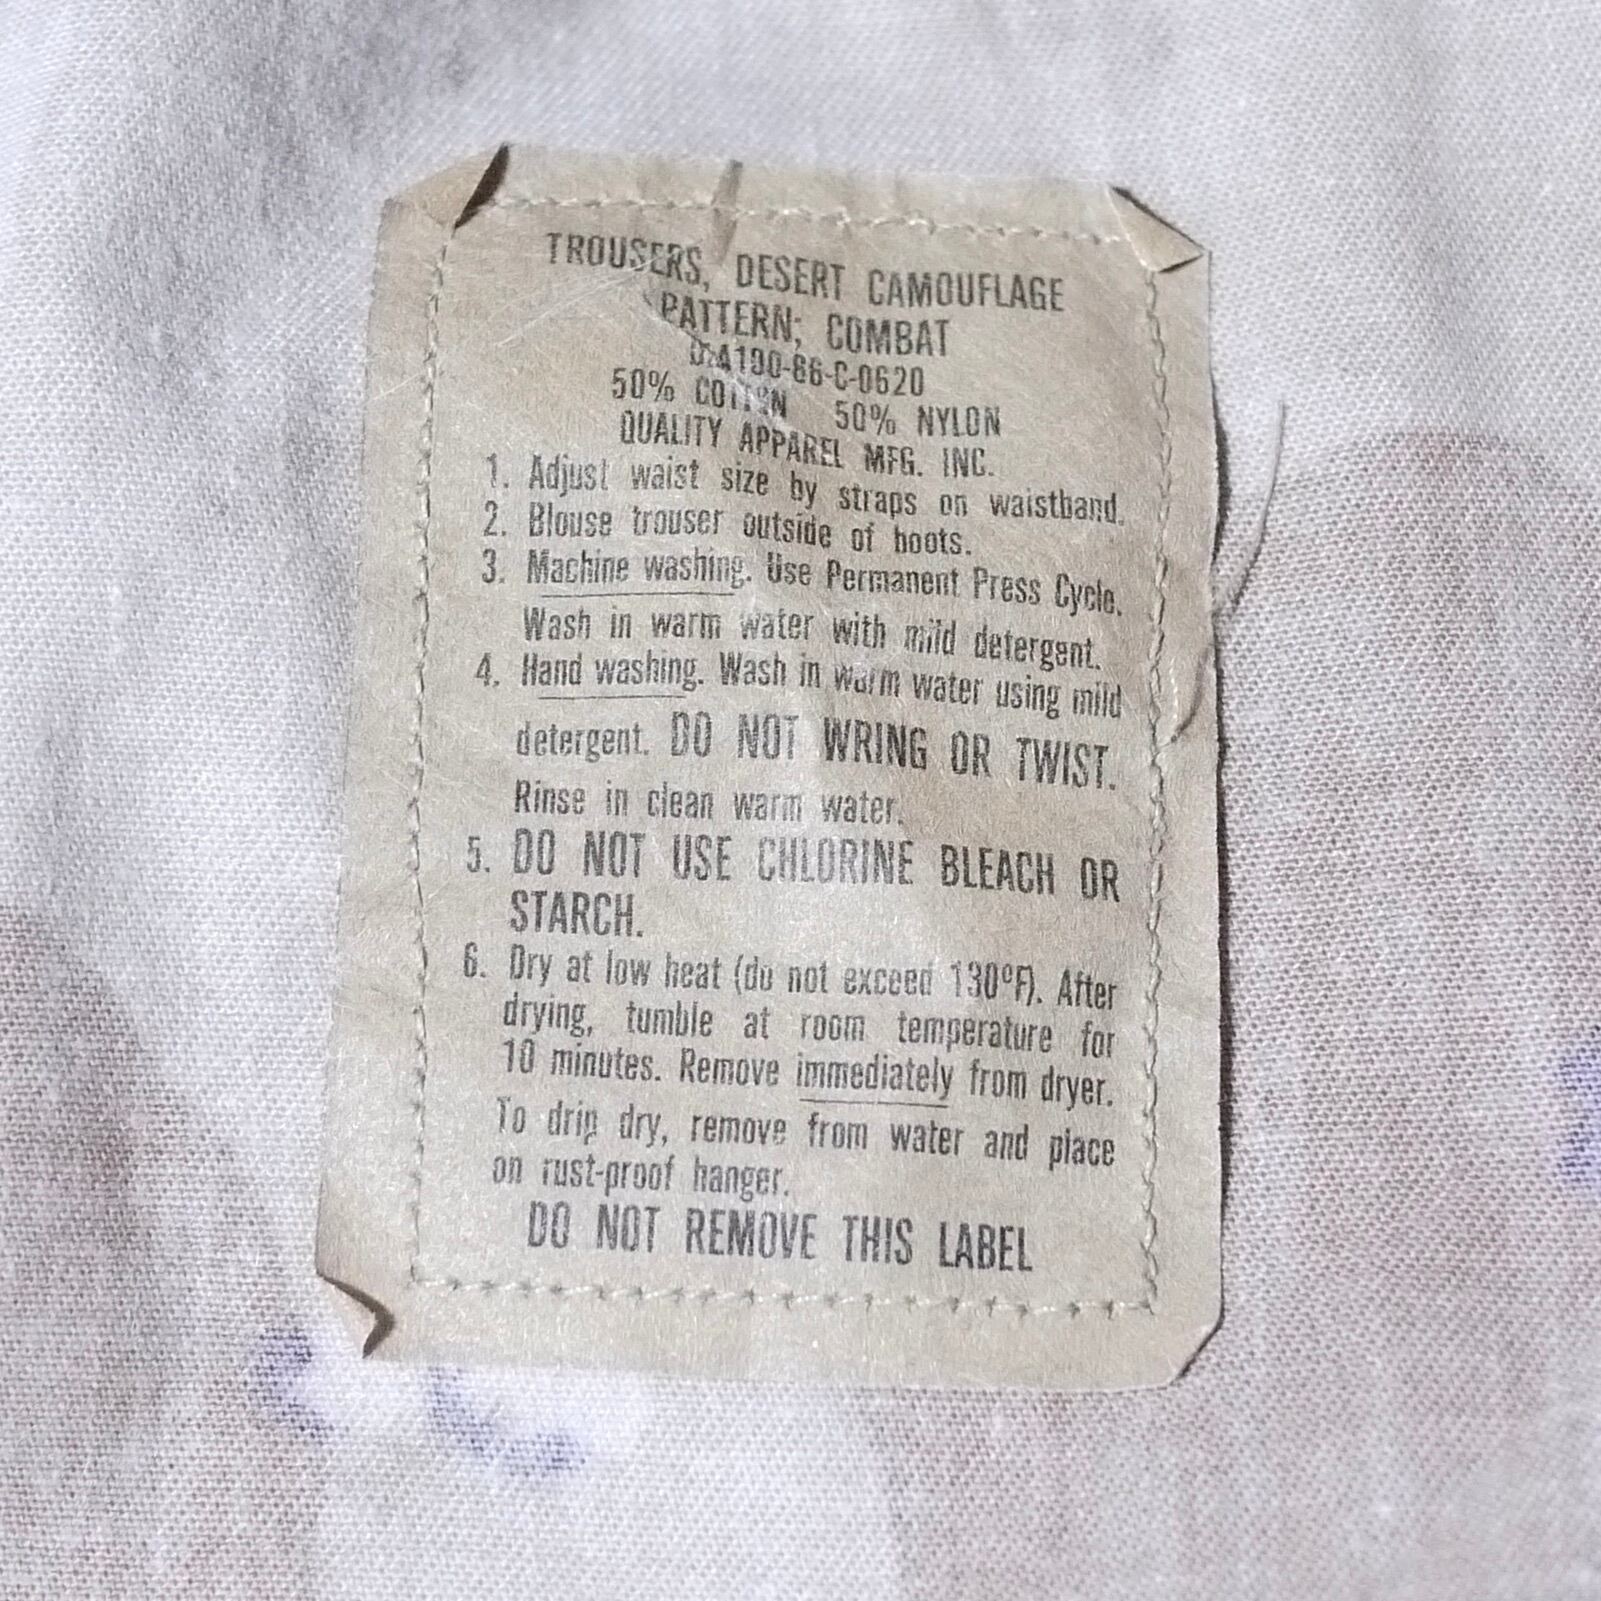 TROUSERS, DESERT CAMOUFLAGE
PATTERN; COMBAT
DLA100-86-C-0620
50% COTTON 50% NYLON
QUALITY APPAREL MFG. INC.
1. Adjust waist size by straps on waistband.
2. Blouse trouser outside of boots.
3. Machine washing. Use Permanent Press Cycle.
Wash in warm water with mild detergent.
4. Hand washing. Wash in warm water using mild
detergent. DO NOT WRING OR TWIST.
Rinse in clean warm water.
5. DO NOT USE CHLORINE BLEACH OR
STARCH.
6. Dry at low heat (do not exceed 130°F). After
drying, tumble at room temperature for
10 minutes. Remove immediately from dryer.
To drip dry, remove from water and place
on rust-proof hanger.
DO NOT REMOVE THIS LABEL